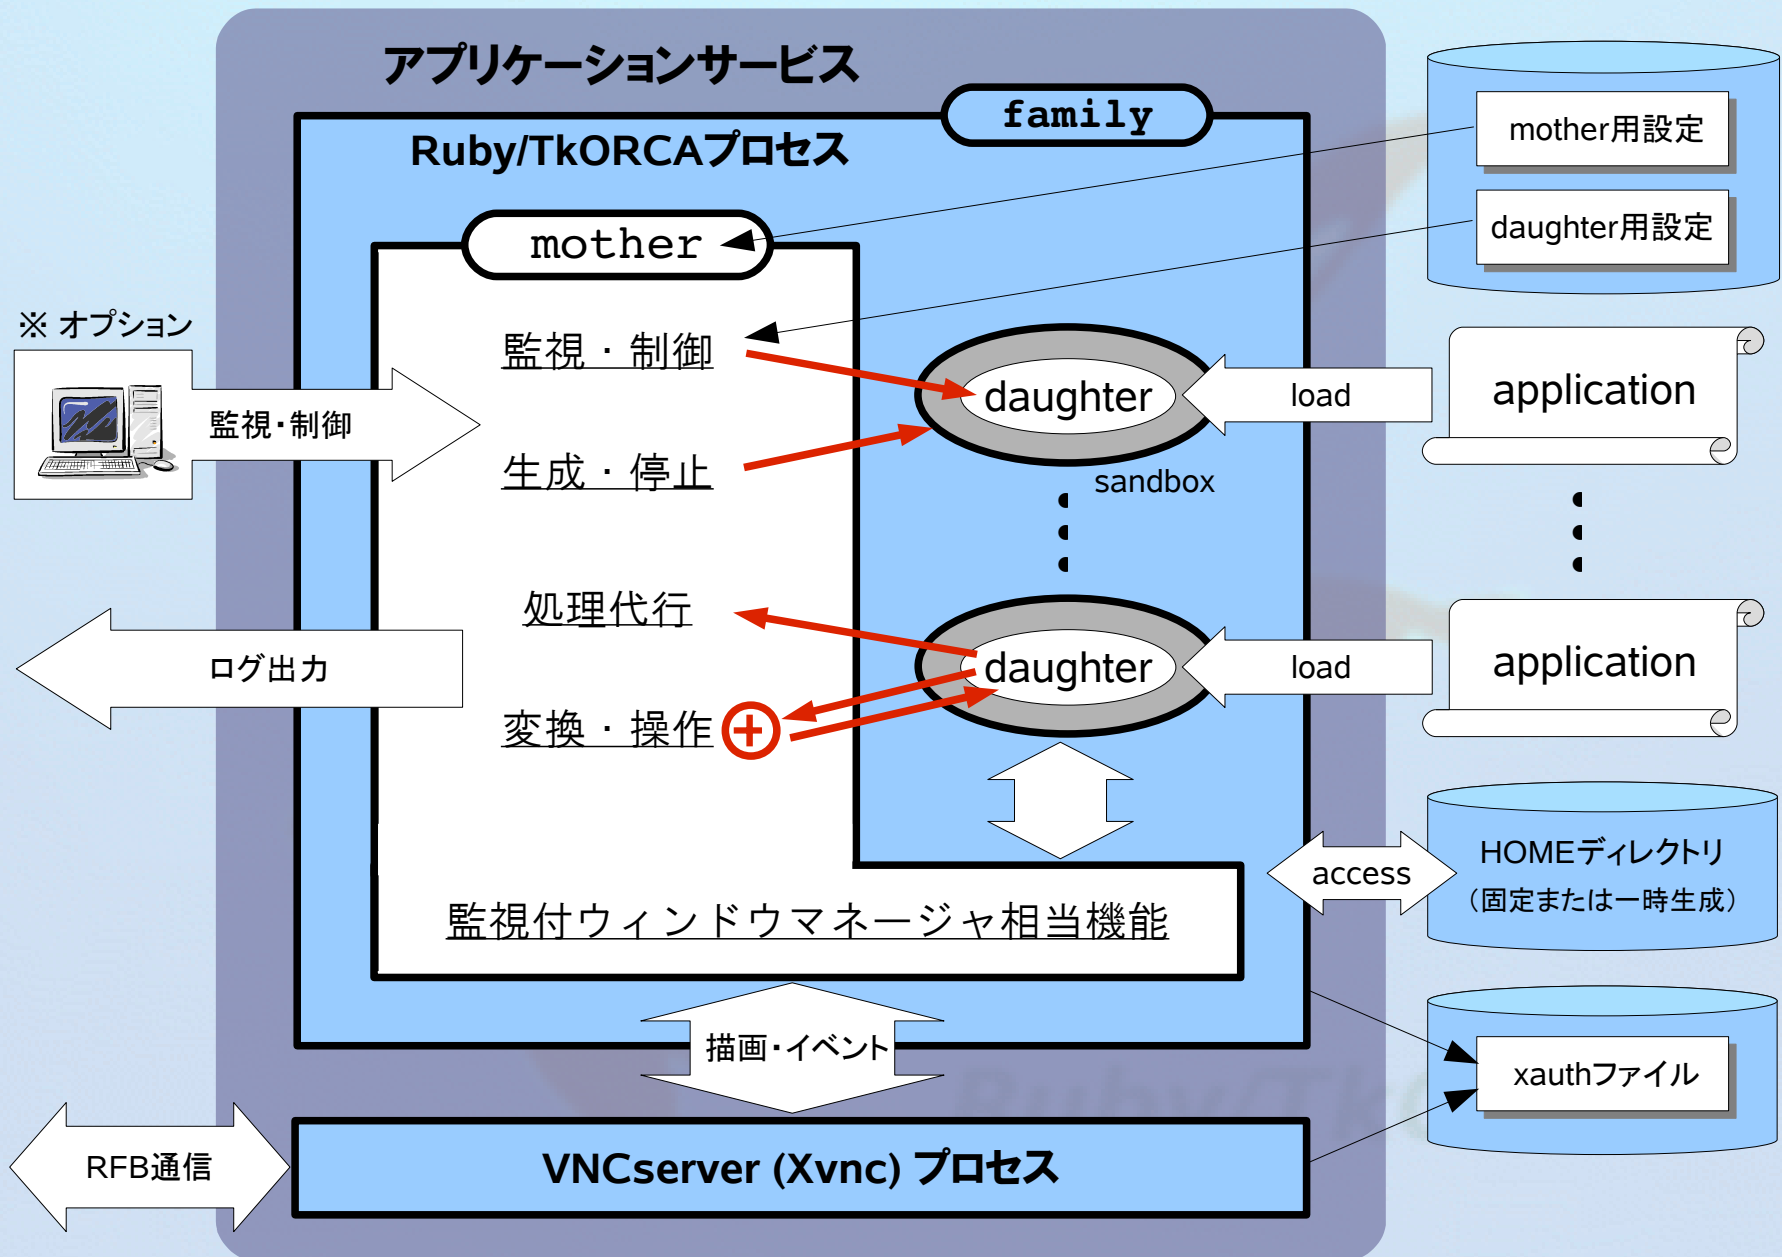 アプリケーションサービス
family
Ruby/TkORCAプロセス
mother
mother用設定
daughter用設定
※ オプション
監視・制御
監視・制御
生成・停止
daughter
load
application
sandbox
処理代行
ログ出力
変換・操作
daughter
load
application
監視付ウィンドウマネージャ相当機能
access
HOMEディレクトリ
（固定または一時生成）
描画・イベント
xauthファイル
RFB通信
VNCserver (Xvnc) プロセス